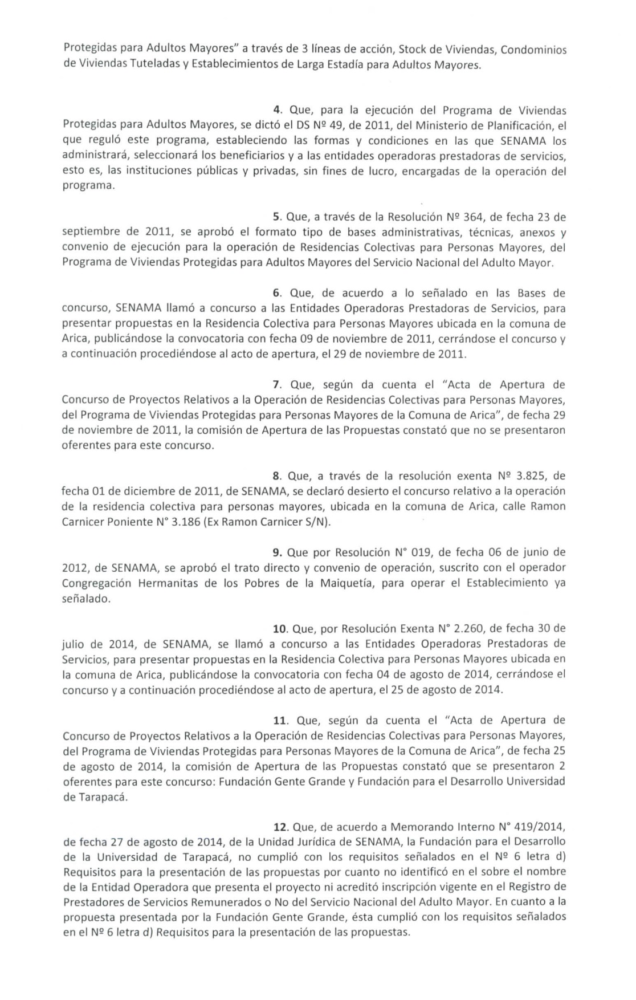 Protegidas para Adultos Mayores" a través de 3 líneas de acción, Stock de Viviendas, Condominios
de Viviendas Tuteladas y Establecimientos de Larga Estadía para Adultos Mayores.
4. Que, para la ejecución del Programa de Viviendas
Protegidas para Adultos Mayores, se dictó el DS Nº 49, de 2011, del Ministerio de Planificación, el
que reguló este programa, estableciendo las formas y condiciones en las que SENAMA los
administrará, seleccionará los beneficiarios y a las entidades operadoras prestadoras de servicios,
esto es, las instituciones públicas y privadas, sin fines de lucro, encargadas de la operación del
programa.
5. Que, a través de la Resolución Nº 364, de fecha 23 de
septiembre de 2011, se aprobó el formato tipo de bases administrativas, técnicas, anexos y
convenio de ejecución para la operación de Residencias Colectivas para Personas Mayores, del
Programa de Viviendas Protegidas para Adultos Mayores del Servicio Nacional del Adulto Mayor.
6. Que, de acuerdo a lo señalado en las Bases de
concurso, SENAMA llamó a concurso a las Entidades Operadoras Prestadoras de Servicios, para
presentar propuestas en la Residencia Colectiva para Personas Mayores ubicada en la comuna de
Arica, publicándose la convocatoria con fecha 09 de noviembre de 2011, cerrándose el concurso y
a continuación procediéndose al acto de apertura, el 29 de noviembre de 2011.
7. Que, según da cuenta el "Acta de Apertura de
Concurso de Proyectos Relativos a la Operación de Residencias Colectivas para Personas Mayores,
del Programa de Viviendas Protegidas para Personas Mayores de la Comuna de Arica", de fecha 29
de noviembre de 2011, la comisión de Apertura de las Propuestas constató que no se presentaron
oferentes para este concurso.
8. Que, a través de la resolución exenta Nº 3.825, de
fecha 01 de diciembre de 2011, de SENAMA, se declaró desierto el concurso relativo a la operación
de la residencia colectiva para personas mayores, ubicada en la comuna de Arica, calle Ramon
Carnicer Poniente N° 3.186 (Ex Ramon Carnicer S/N).
9. Que por Resolución N° 019, de fecha 06 de junio de
2012, de SENAMA, se aprobó el trato directo y convenio de operación, suscrito con el operador
Congregación Hermanitas de los Pobres de la Maiquetía, para operar el Establecimiento ya
señalado.
10. Que, por Resolución Exenta N° 2.260, de fecha 30 de
julio de 2014, de SENAMA, se llamó a concurso a las Entidades Operadoras Prestadoras de
Servicios, para presentar propuestas en la Residencia Colectiva para Personas Mayores ubicada en
la comuna de Arica, publicándose la convocatoria con fecha 04 de agosto de 2014, cerrándose el
concurso y a continuación procediéndose al acto de apertura, el 25 de agosto de 2014.
11. Que, según da cuenta el "Acta de Apertura de
Concurso de Proyectos Relativos a la Operación de Residencias Colectivas para Personas Mayores,
del Programa de Viviendas Protegidas para Personas Mayores de la Comuna de Arica", de fecha 25
de agosto de 2014, la comisión de Apertura de las Propuestas constató que se presentaron 2
oferentes para este concurso: Fundación Gente Grande y Fundación para el Desarrollo Universidad
de Tarapacá.
12. Que, de acuerdo a Memorando Interno N° 419/2014,
de fecha 27 de agosto de 2014, de la Unidad Jurídica de SENAMA, la Fundación para el Desarrollo
de la Universidad de Tarapacá, no cumplió con los requisitos señalados en el Nº 6 letra d)
Requisitos para la presentación de las propuestas por cuanto no identificó en el sobre el nombre
de la Entidad Operadora que presenta el proyecto ni acreditó inscripción vigente en el Registro de
Prestadores de Servicios Remunerados o No del Servicio Nacional del Adulto Mayor. En cuanto a la
propuesta presentada por la Fundación Gente Grande, ésta cumplió con los requisitos señalados
en el Nº 6 letra d) Requisitos para la presentación de las propuestas.